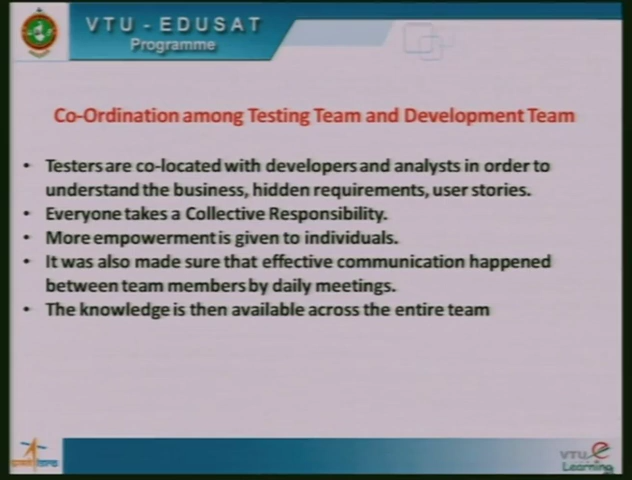 VTU - EDUSAT
Programme
Co-Ordination among Testing Team and Development Team
• Testers are co-located with developers and analysts in order to
understand the business, hidden requirements, user stories.
• Everyone takes a Collective Responsibility.
• More empowerment is given to individuals.
• It was also made sure that effective communication happened
between team members by daily meetings.
• The knowledge is then available across the entire team
VTU e
Learning